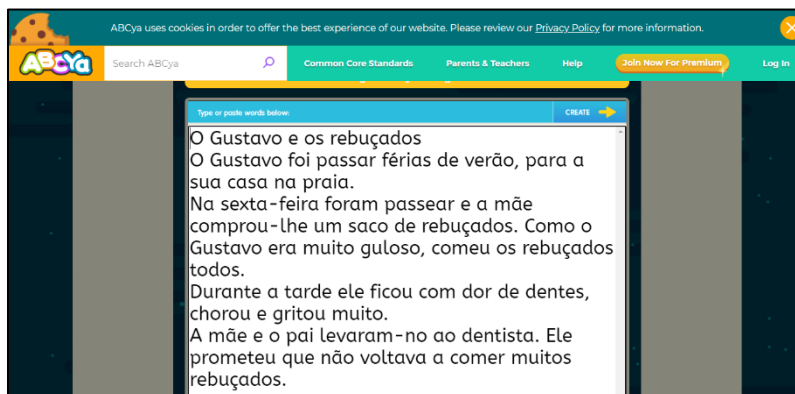 ABCya uses cookies in order to offer the best experience of our website. Please review our Privacy Policy for more information.
ABCya
Search ABCya
Common Core Standards
Parents & Teachers
Help
Join Now For Premium
Log In
Type or paste words below:
CREATE
O Gustavo e os rebuçados
O Gustavo foi passar férias de verão, para a
sua casa na praia.
Na sexta-feira foram passear e a mãe
comprou-lhe um saco de rebuçados. Como o
Gustavo era muito guloso, comeu os rebuçados
todos.
Durante a tarde ele ficou com dor de dentes,
chorou e gritou muito.
A mãe e o pai levaram-no ao dentista. Ele
prometeu que não voltava a comer muitos
rebuçados.